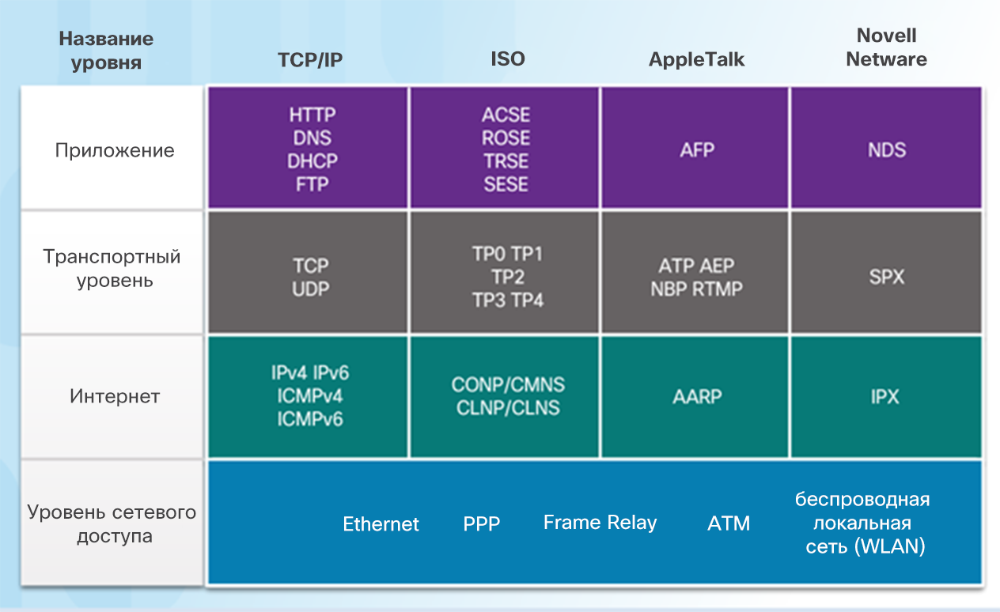 Название
уровня
TCP/IP
ISO
AppleTalk
Novell
Netware
Приложение
HTTP
DNS
DHCP
FTP
ACSE
ROSE
TRSE
SESE
AFP
NDS
Транспортный
уровень
TCP
UDP
TP0 TP1
TP2
TP3 TP4
ATP AEP
NBP RTMP
SPX
Интернет
IPv4 IPv6
ICMPv4
ICMPv6
CONP/CMNS
CLNP/CLNS
AARP
IPX
Уровень сетевого
доступа
Ethernet
PPP
Frame Relay
ATM
беспроводная
локальная
сеть (WLAN)